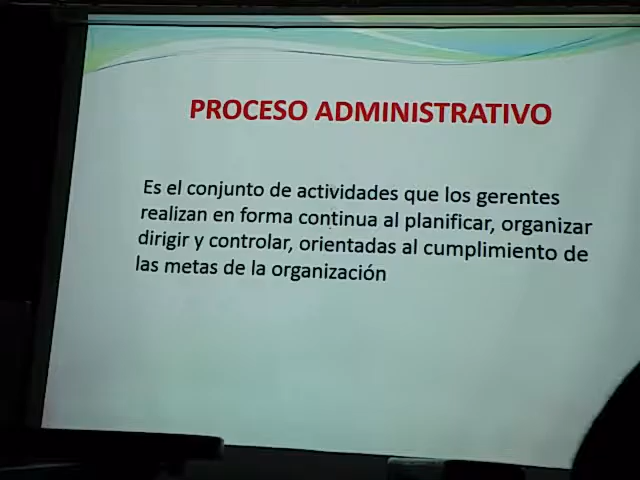 PROCESO ADMINISTRATIVO
Es el conjunto de actividades que los gerentes
realizan en forma continua al planificar, organizar
dirigir y controlar, orientadas al cumplimiento de
las metas de la organización